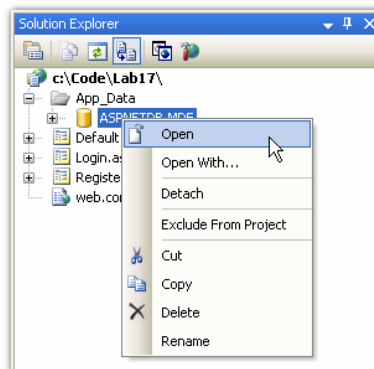 Solution Explorer
c:\Code\Lab17\
App_Data
ASPNETDB.MDF
Default
Open
Login.as
Open With...
Registe
Detach
web.con
Exclude From Project
Cut
Copy
Delete
Rename